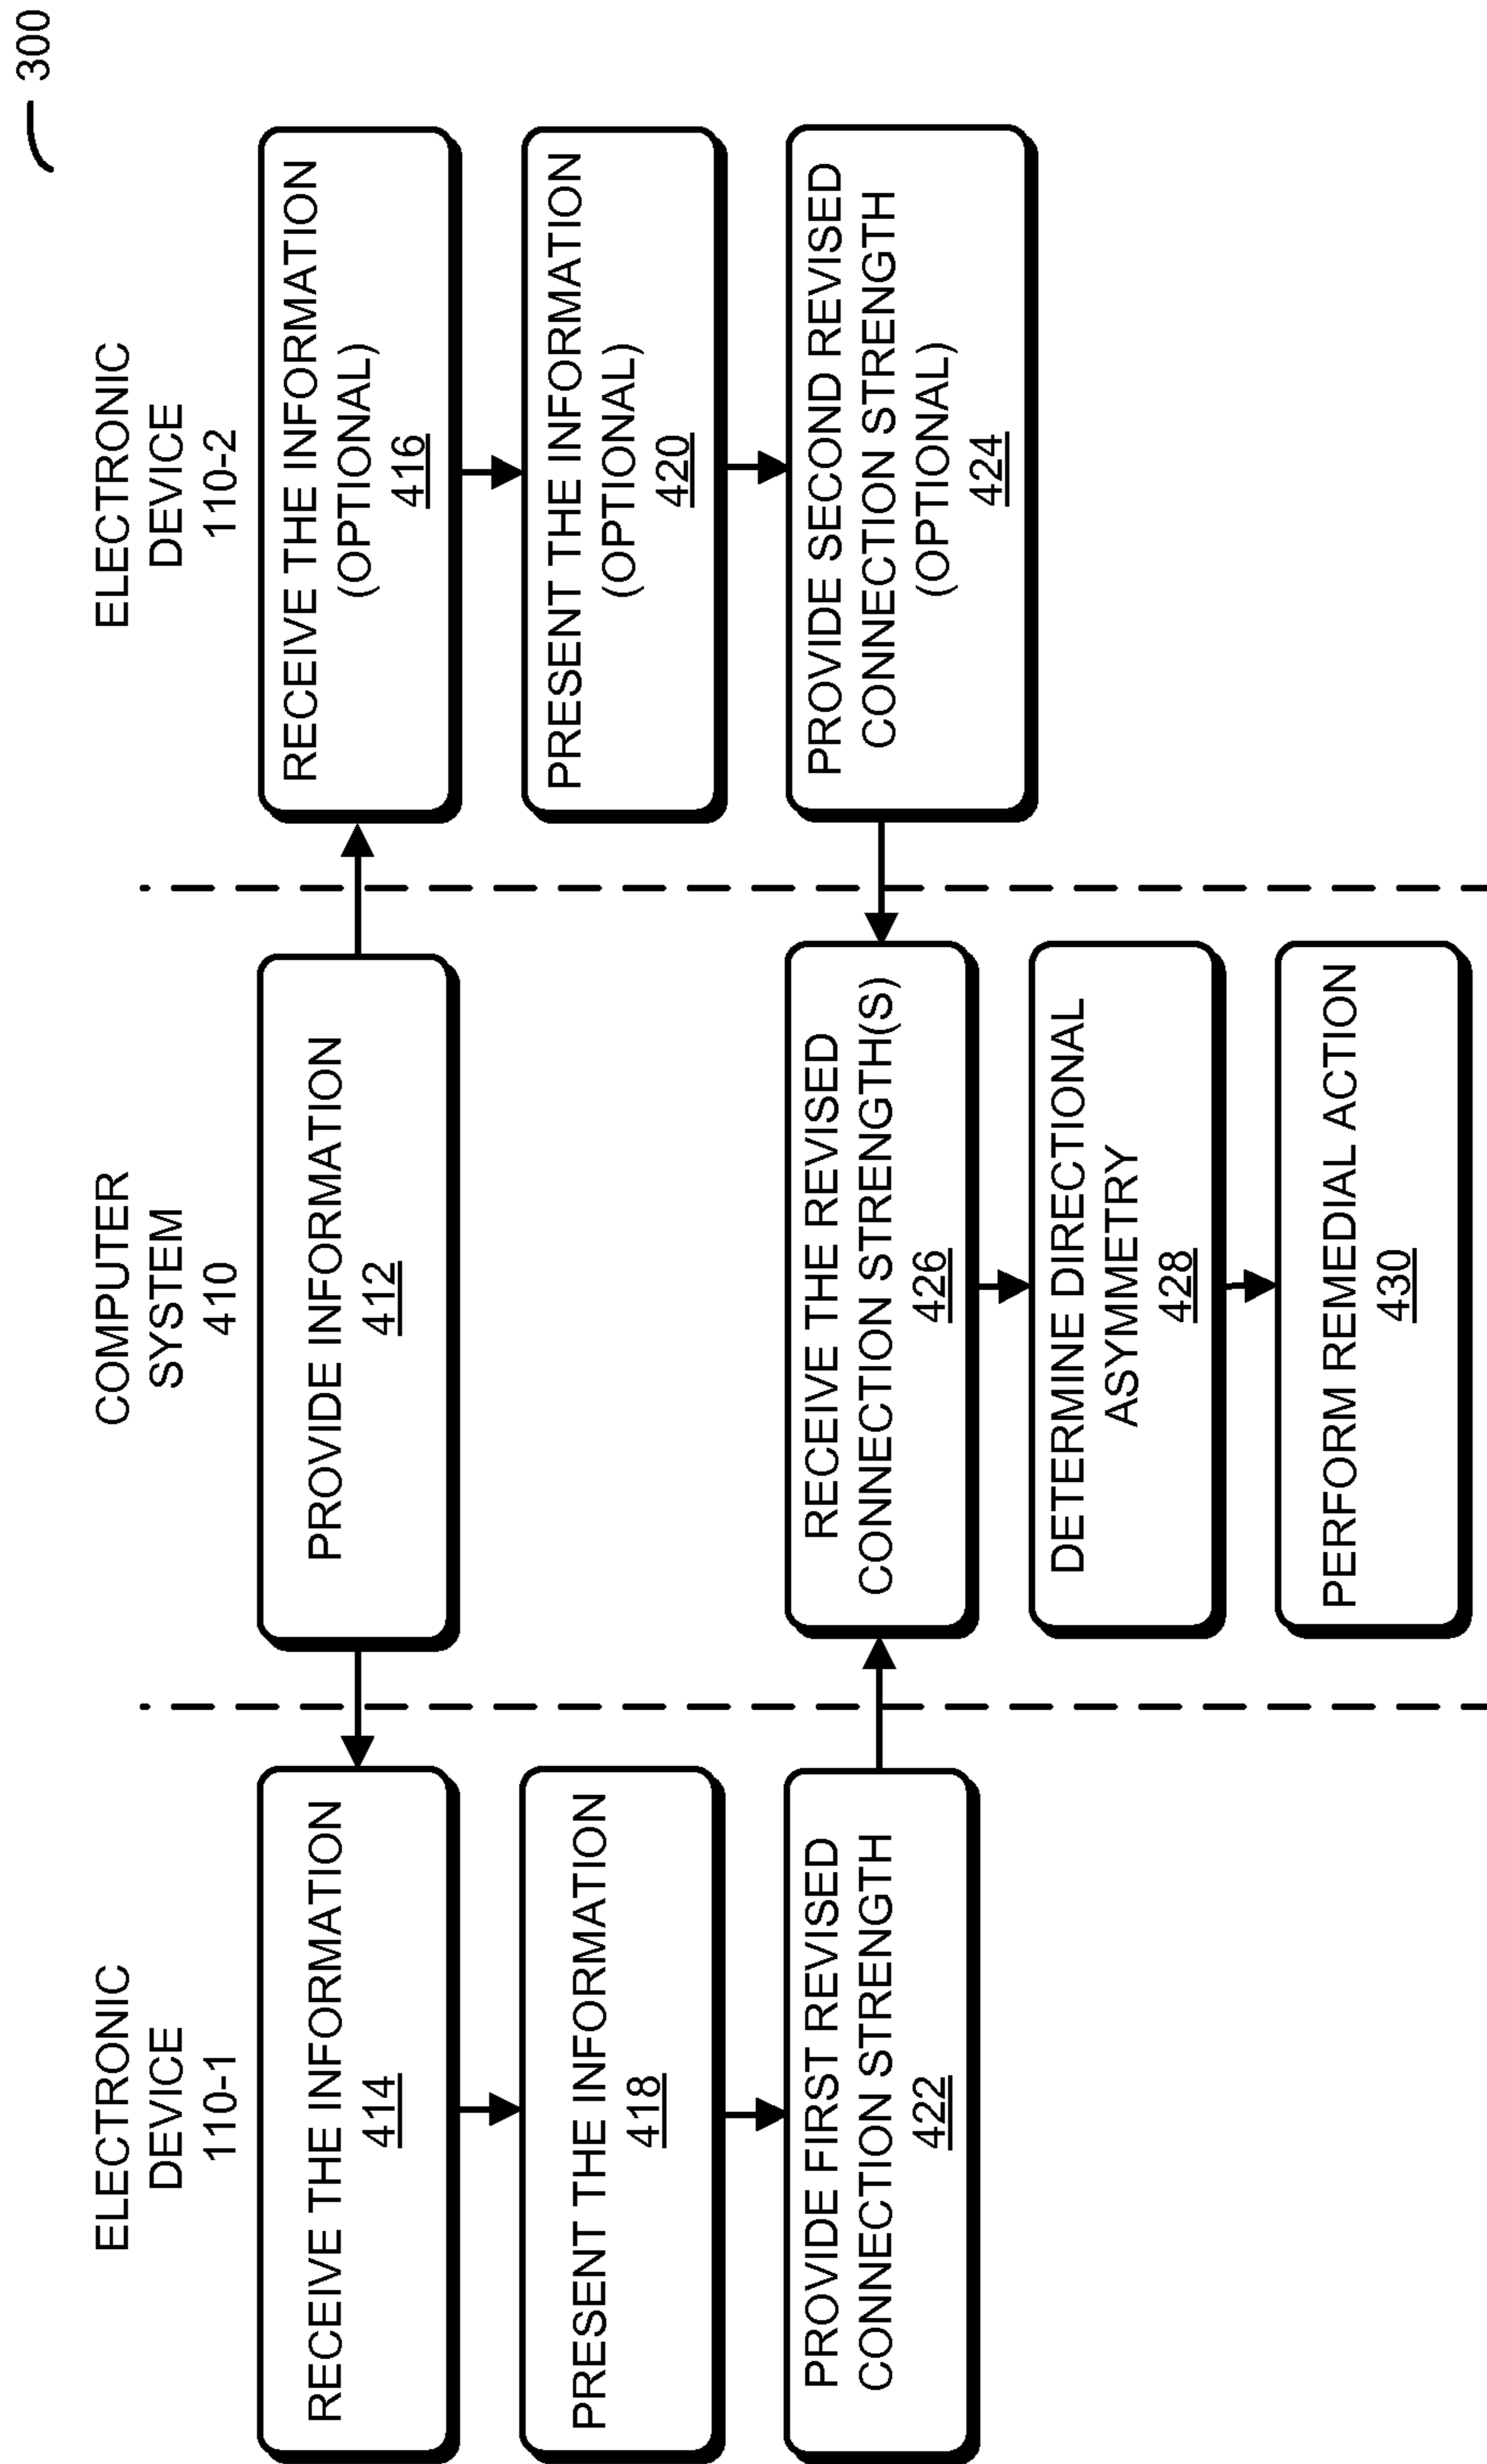 300
ELECTRONIC
DEVICE
110-1
COMPUTER
SYSTEM
410
ELECTRONIC
DEVICE
110-2
RECEIVE THE INFORMATION
414
PROVIDE INFORMATION
412
RECEIVE THE INFORMATION
(OPTIONAL)
416
PRESENT THE INFORMATION
418
PRESENT THE INFORMATION
(OPTIONAL)
420
PROVIDE FIRST REVISED
CONNECTION STRENGTH
422
RECEIVE THE REVISED
CONNECTION STRENGTH(S)
426
PROVIDE SECOND REVISED
CONNECTION STRENGTH
(OPTIONAL)
424
DETERMINE DIRECTIONAL
ASYMMETRY
428
PERFORM REMEDIAL ACTION
430